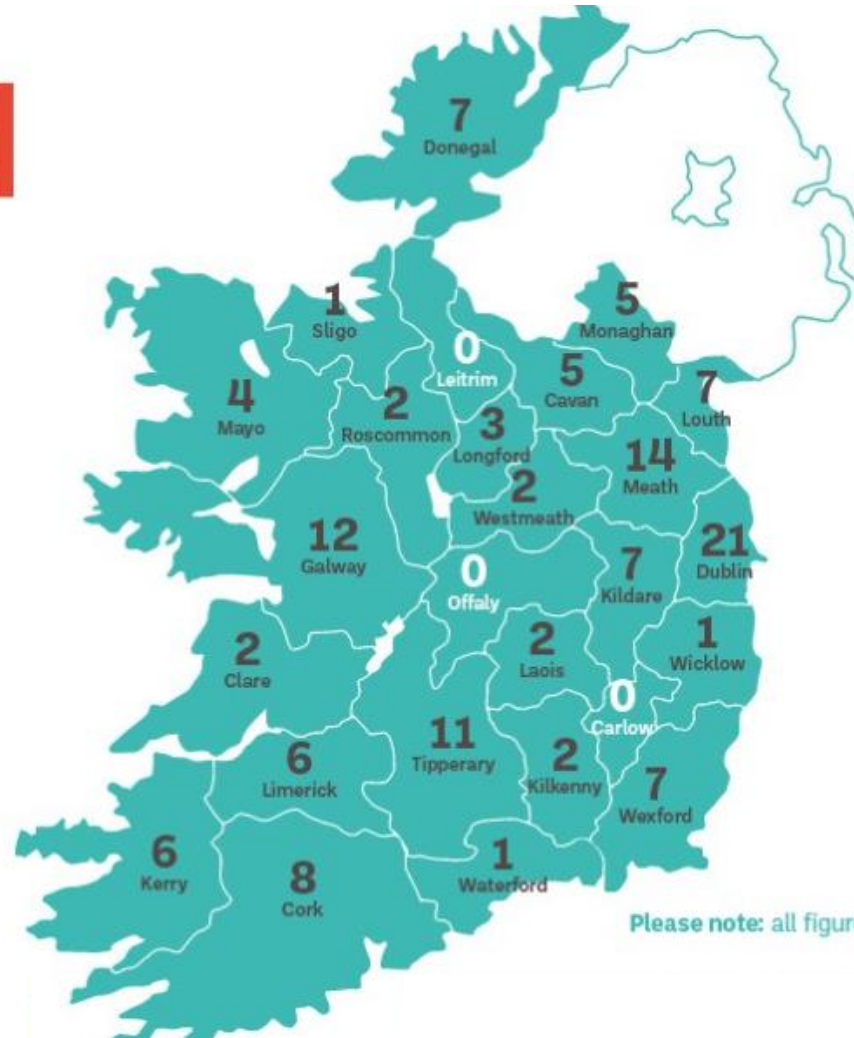 7
Donegal
1
Sligo
5
Monaghan
0
Leitrim
5
Cavan
7
Louth
4
Mayo
2
Roscommon
3
Longford
14
Meath
2
Westmeath
12
Galway
0
Offaly
7
Kildare
21
Dublin
2
Clare
2
Laois
1
Wicklow
0
Carlow
6
Limerick
11
Tipperary
2
Kilkenny
7
Wexford
6
Kerry
8
Cork
1
Waterford
Please note: all figur